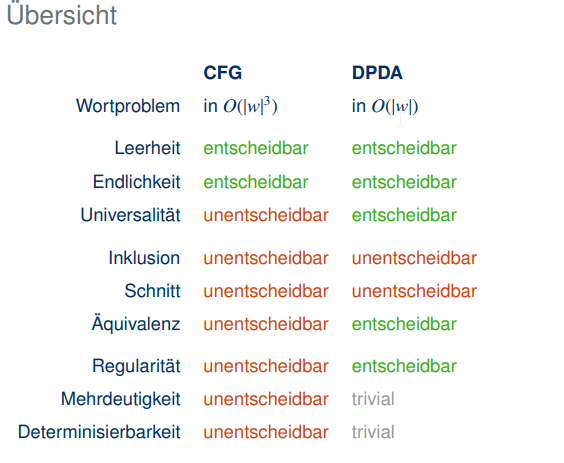 Übersicht
CFG DPDA
Wortproblem in O(|w|³) in O(|w|)
Leerheit entscheidbar entscheidbar
Endlichkeit entscheidbar entscheidbar
Universalität unentscheidbar entscheidbar
Inklusion unentscheidbar unentscheidbar
Schnitt unentscheidbar unentscheidbar
Äquivalenz unentscheidbar entscheidbar
Regularität unentscheidbar entscheidbar
Mehrdeutigkeit unentscheidbar trivial
Determinisierbarkeit unentscheidbar trivial